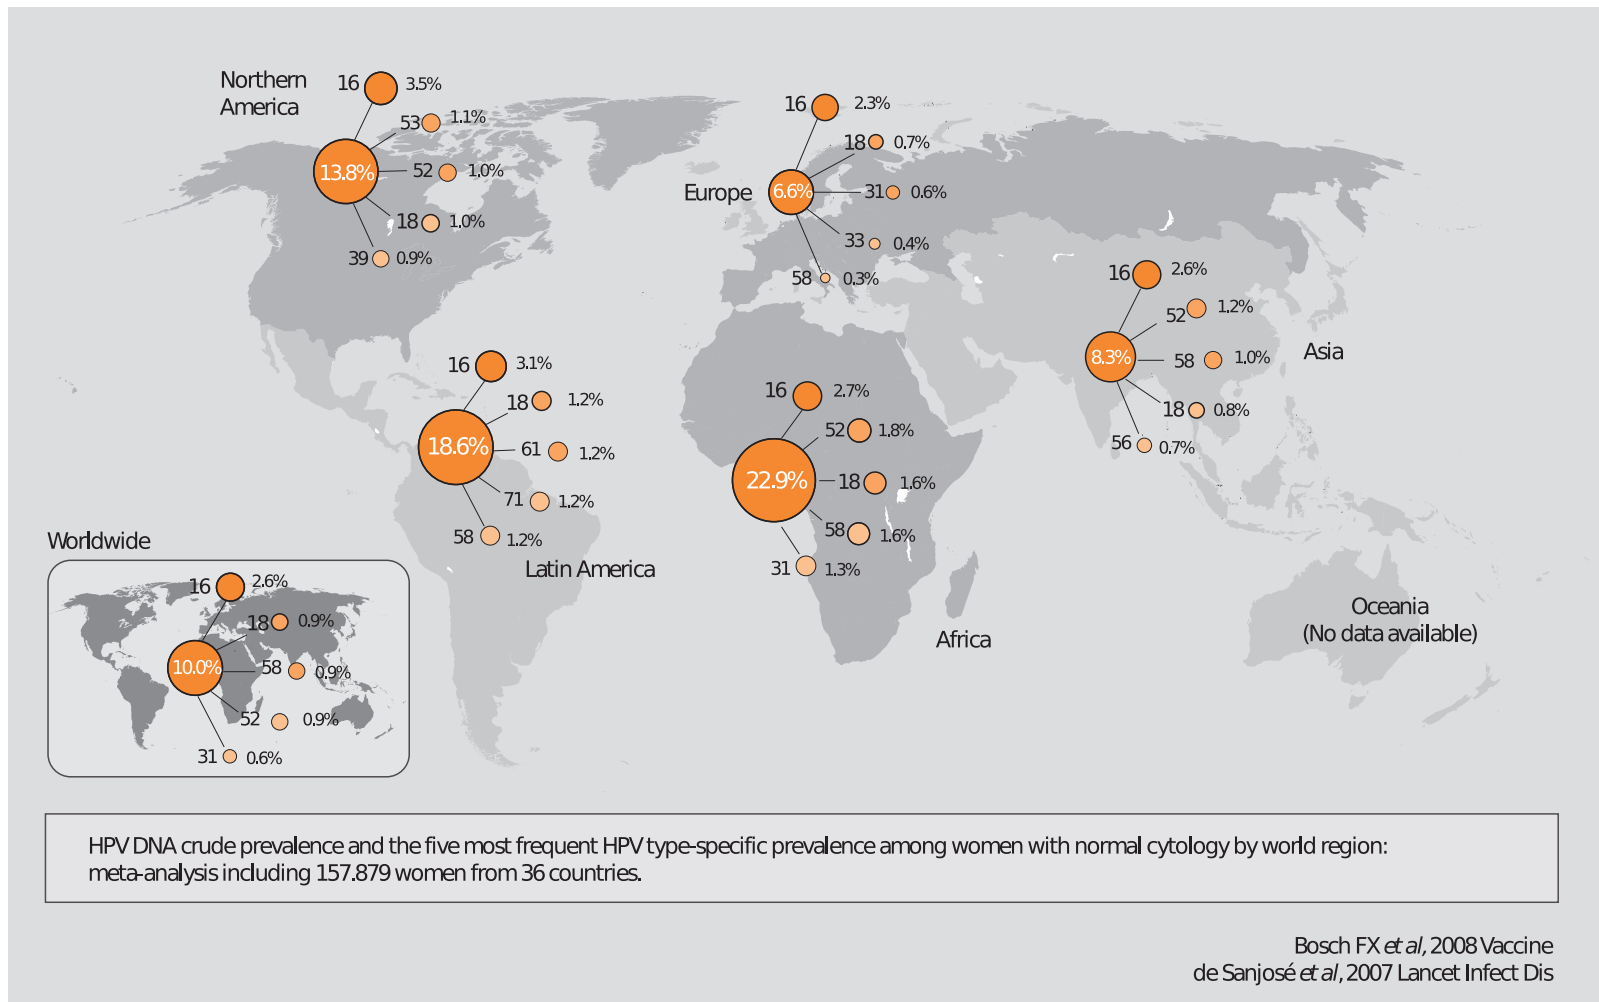 Northern
America
16 3.5%
53 1.1%
13.8%
52 1.0%
18 1.0%
39 0.9%
Europe
16 2.3%
18 0.7%
6.6%
31 0.6%
33 0.4%
58 0.3%
Asia
16 2.6%
52 1.2%
8.3%
58 1.0%
18 0.8%
56 0.7%
16 3.1%
18 1.2%
18.6%
61 1.2%
71 1.2%
58 1.2%
Latin America
16 2.7%
52 1.8%
22.9%
18 1.6%
58 1.6%
31 1.3%
Africa
Oceania
(No data available)
Worldwide
16 2.6%
18 0.9%
10.0%
58 0.9%
52 0.9%
31 0.6%
HPV DNA crude prevalence and the five most frequent HPV type-specific prevalence among women with normal cytology by world region:
meta-analysis including 157.879 women from 36 countries.
Bosch FX et al, 2008 Vaccine
de Sanjosé et al, 2007 Lancet Infect Dis